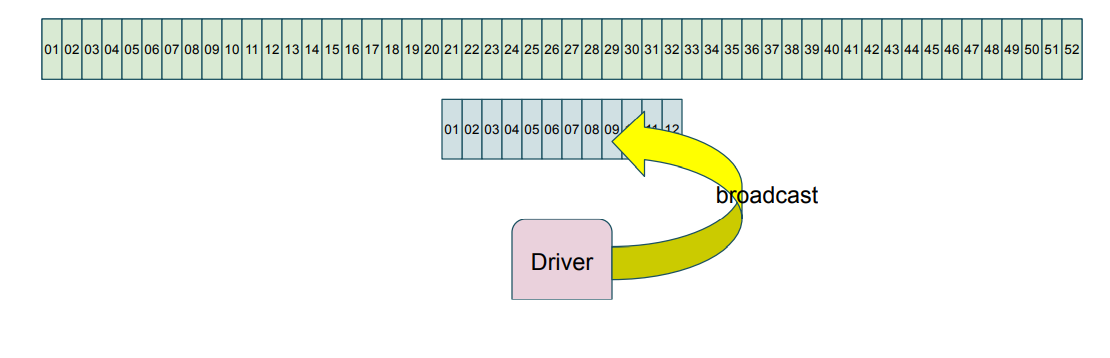 01 02 03 04 05 06 07 08 09 10 11 12 13 14 15 16 17 18 19 20 21 22 23 24 25 26 27 28 29 30 31 32 33 34 35 36 37 38 39 40 41 42 43 44 45 46 47 48 49 50 51 52
01 02 03 04 05 06 07 08 09 11 12
broadcast
Driver